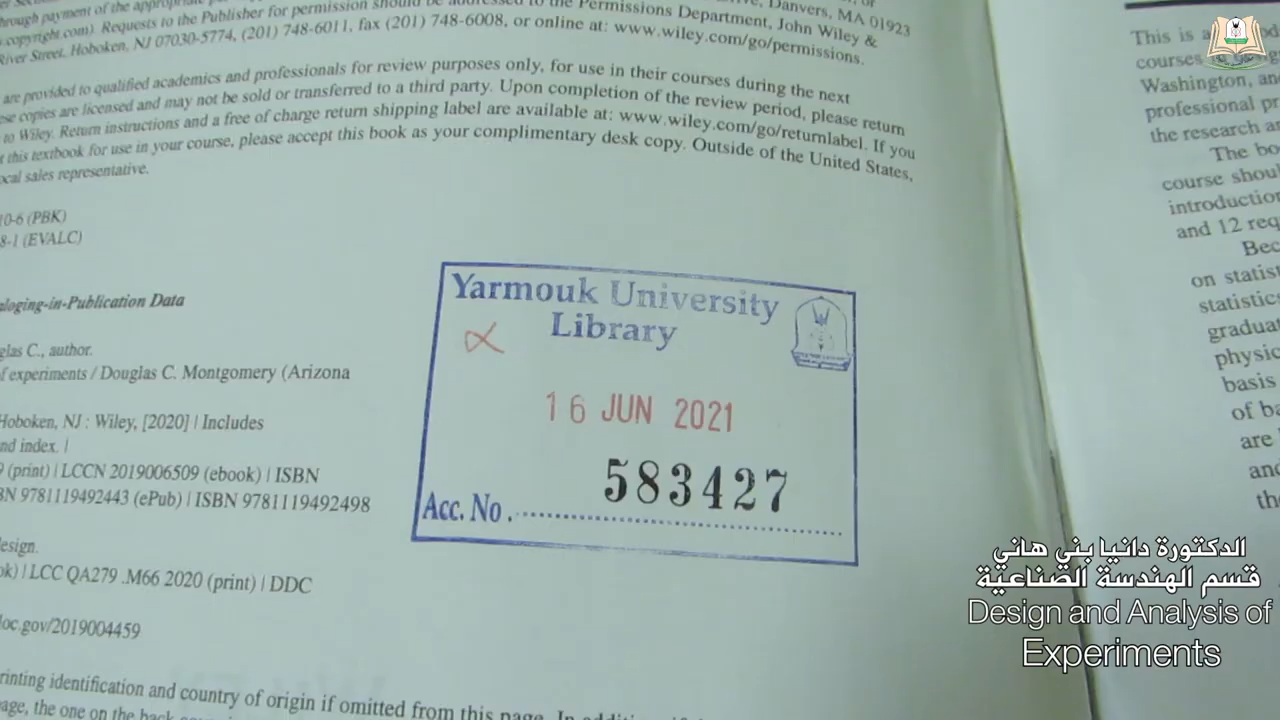 through payment of the appropriate
Danvers, MA 01923
copyright.com). Requests to the Publisher for permission should be addressed to the Permissions Department, John Wiley &
River Street, Hoboken, NJ 07030-5774, (201) 748-6011, fax (201) 748-6008, or online at: www.wiley.com/go/permissions.
are provided to qualified academics and professionals for review purposes only, for use in their courses during the next
ese copies are licensed and may not be sold or transferred to a third party. Upon completion of the review period, please return
to Wiley. Return instructions and a free of charge return shipping label are available at: www.wiley.com/go/returnlabel. If you
t this textbook for use in your course, please accept this book as your complimentary desk copy. Outside of the United States,
ocal sales representative.
10-6 (PBK)
8-1 (EVALC)
aloging-in-Publication Data
glas C., author.
of experiments / Douglas C. Montgomery (Arizona
Hoboken, NJ : Wiley, [2020] | Includes
nd index. |
9 (print) | LCCN 2019006509 (ebook) | ISBN
BN 9781119492443 (ePub) | ISBN 9781119492498
design.
ok) | LCC QA279 .M66 2020 (print) | DDC
loc.gov/2019004459
rinting identification and country of origin if omitted from this page. In addition
age, the one on the back
Yarmouk University
Library
16 JUN 2021
583427
Acc. No.
This is a
courses
Washington, an
professional pr
the research a
The bo
course shoul
introduction
and 12 req
Bec
on statist
statistica
graduat
physic
basis
of ba
are
and
th
الدكتورة دانيا بني هاني
قسم الهندسة الصناعية
Design and Analysis of
Experiments